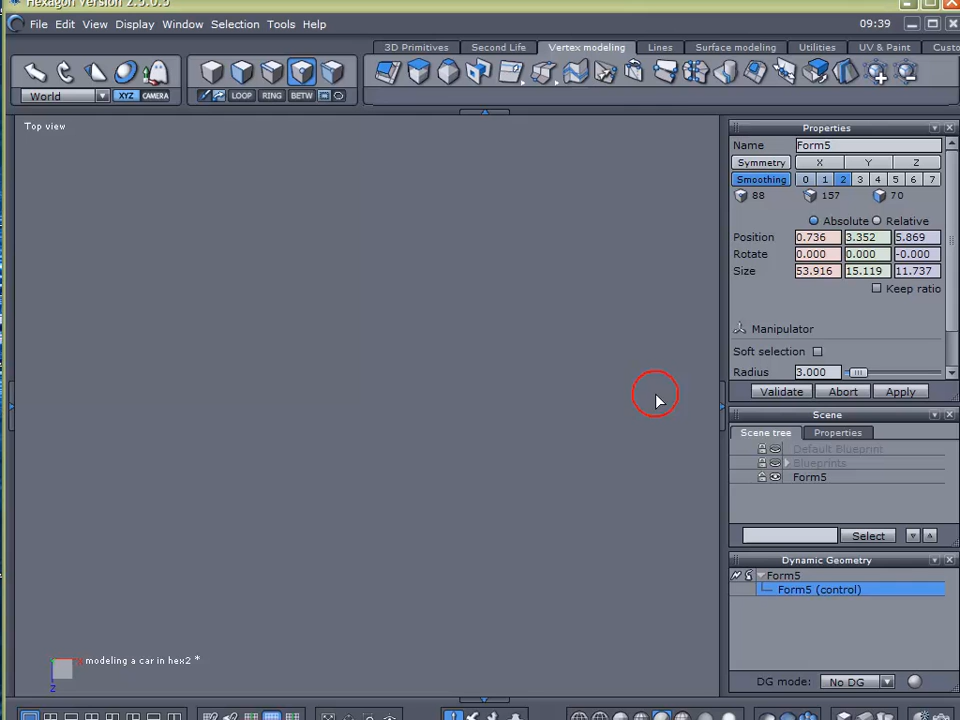 Hexagon Version 2.5.0.5
File Edit View Display Window Selection Tools Help 09:39
3D Primitives Second Life Vertex modeling Lines Surface modeling Utilities UV & Paint Custo
World XYZ CAMERA LOOP RING BETW
Top view
Properties
Name Form5
Symmetry X Y Z
Smoothing 0 1 2 3 4 5 6 7
88 157 70
Absolute Relative
Position 0.736 3.352 5.869
Rotate 0.000 0.000 -0.000
Size 53.916 15.119 11.737
Keep ratio
Manipulator
Soft selection
Radius 3.000
Validate Abort Apply
Scene
Scene tree Properties
Default Blueprint
Blueprints
Form5
Select
Dynamic Geometry
Form5
Form5 (control)
modeling a car in hex2 *
Z
DG mode: No DG